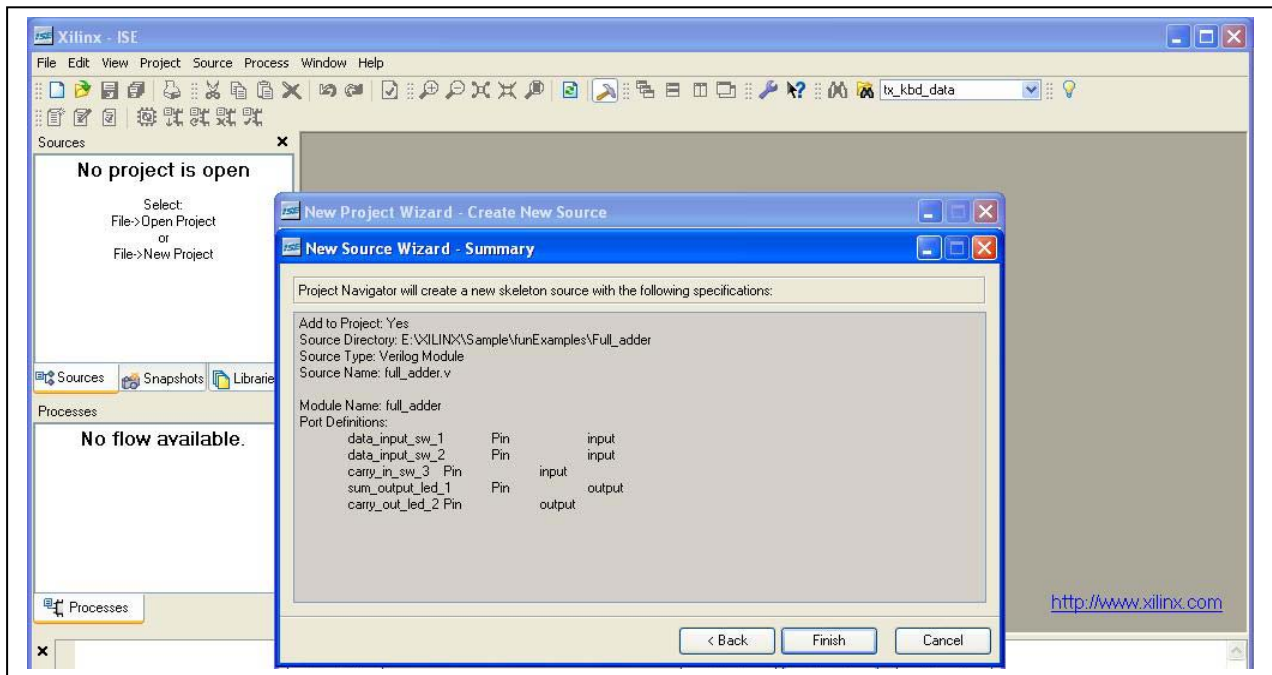 Xilinx - ISE
File Edit View Project Source Process Window Help
tx_kbd_data
Sources
No project is open
Select:
File->Open Project
or
File->New Project
Sources Snapshots Librarie
Processes
No flow available.
Processes
New Project Wizard - Create New Source
New Source Wizard - Summary
Project Navigator will create a new skeleton source with the following specifications:
Add to Project: Yes
Source Directory: E:\XILINX\Sample\funExamples\Full_adder
Source Type: Verilog Module
Source Name: full_adder.v
Module Name: full_adder
Port Definitions:
data_input_sw_1 Pin input
data_input_sw_2 Pin input
carry_in_sw_3 Pin input
sum_output_led_1 Pin output
carry_out_led_2 Pin output
< Back Finish Cancel
http://www.xilinx.com